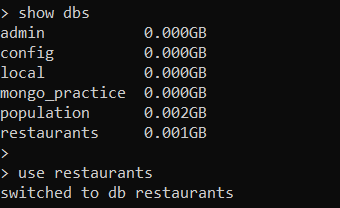 > show dbs
admin           0.000GB
config          0.000GB
local           0.000GB
mongo_practice  0.000GB
population      0.002GB
restaurants     0.001GB
>
> use restaurants
switched to db restaurants